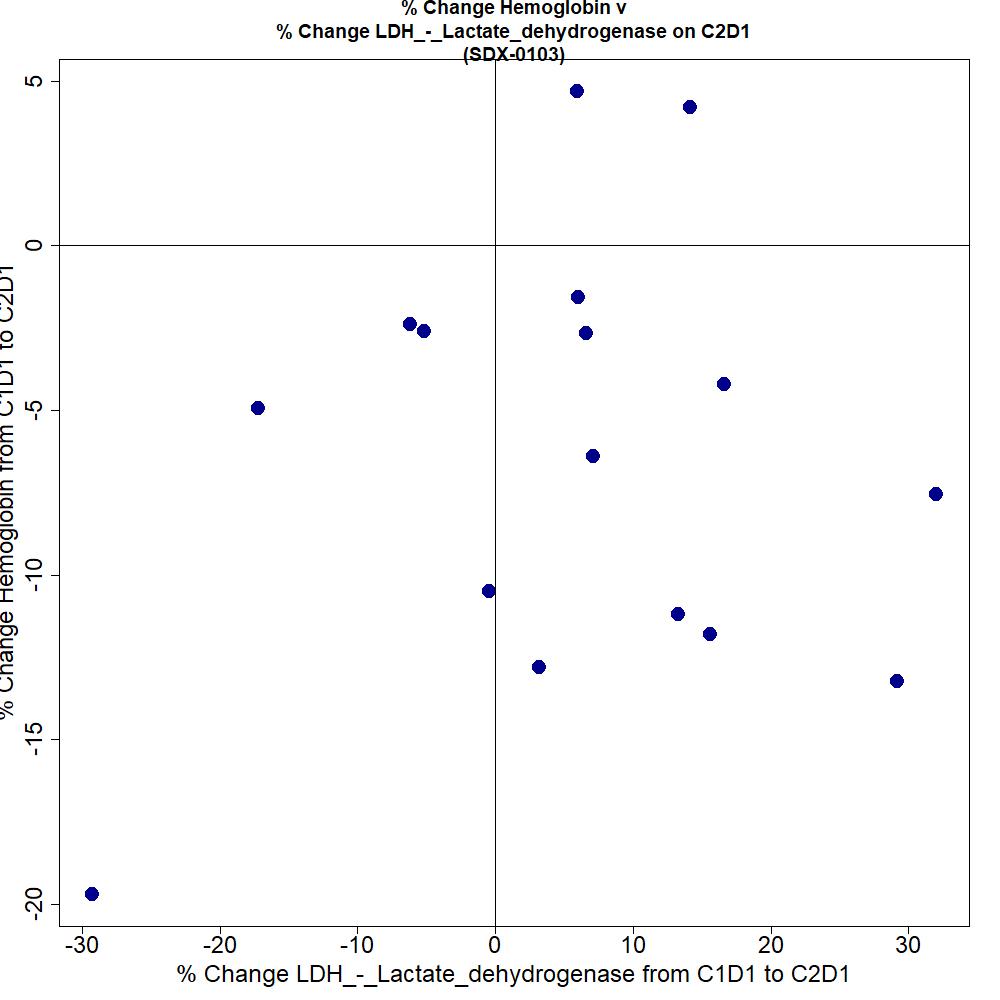 % Change Hemoglobin v
% Change LDH_-_Lactate_dehydrogenase on C2D1
(SDX-0103)
% Change Hemoglobin from C1D1 to C2D1
5
0
-5
-10
-15
-20
-30
-20
-10
0
10
20
30
% Change LDH_-_Lactate_dehydrogenase from C1D1 to C2D1